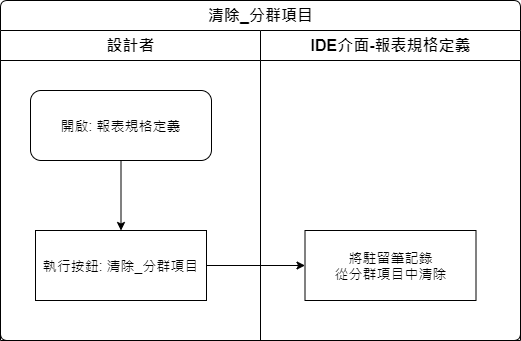 清除_分群項目
設計者
IDE介面-報表規格定義
開啟: 報表規格定義
執行按鈕: 清除_分群項目
將駐留筆記錄
從分群項目中清除